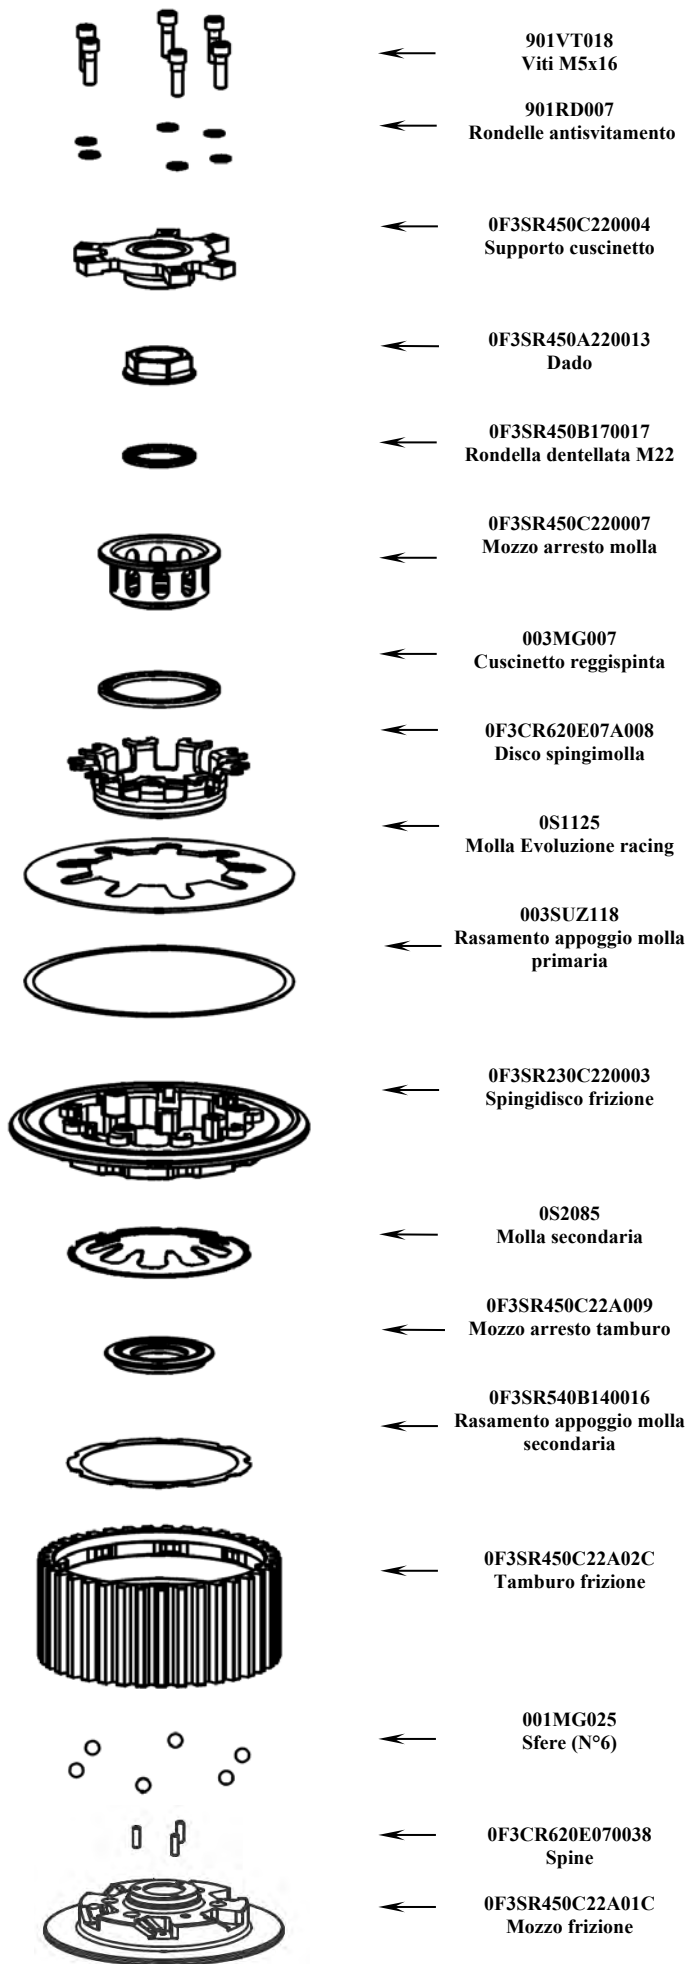 901VT018
Viti M5x16
901RD007
Rondelle antisvitamento
0F3SR450C220004
Supporto cuscinetto
0F3SR450A220013
Dado
0F3SR450B170017
Rondella dentellata M22
0F3SR450C220007
Mozzo arresto molla
003MG007
Cuscinetto reggispinta
0F3CR620E07A008
Disco spingimolla
0S1125
Molla Evoluzione racing
003SUZ118
Rasamento appoggio molla
primaria
0F3SR230C220003
Spingidisco frizione
0S2085
Molla secondaria
0F3SR450C22A009
Mozzo arresto tamburo
0F3SR540B140016
Rasamento appoggio molla
secondaria
0F3SR450C22A02C
Tamburo frizione
001MG025
Sfere (N°6)
0F3CR620E070038
Spine
0F3SR450C22A01C
Mozzo frizione